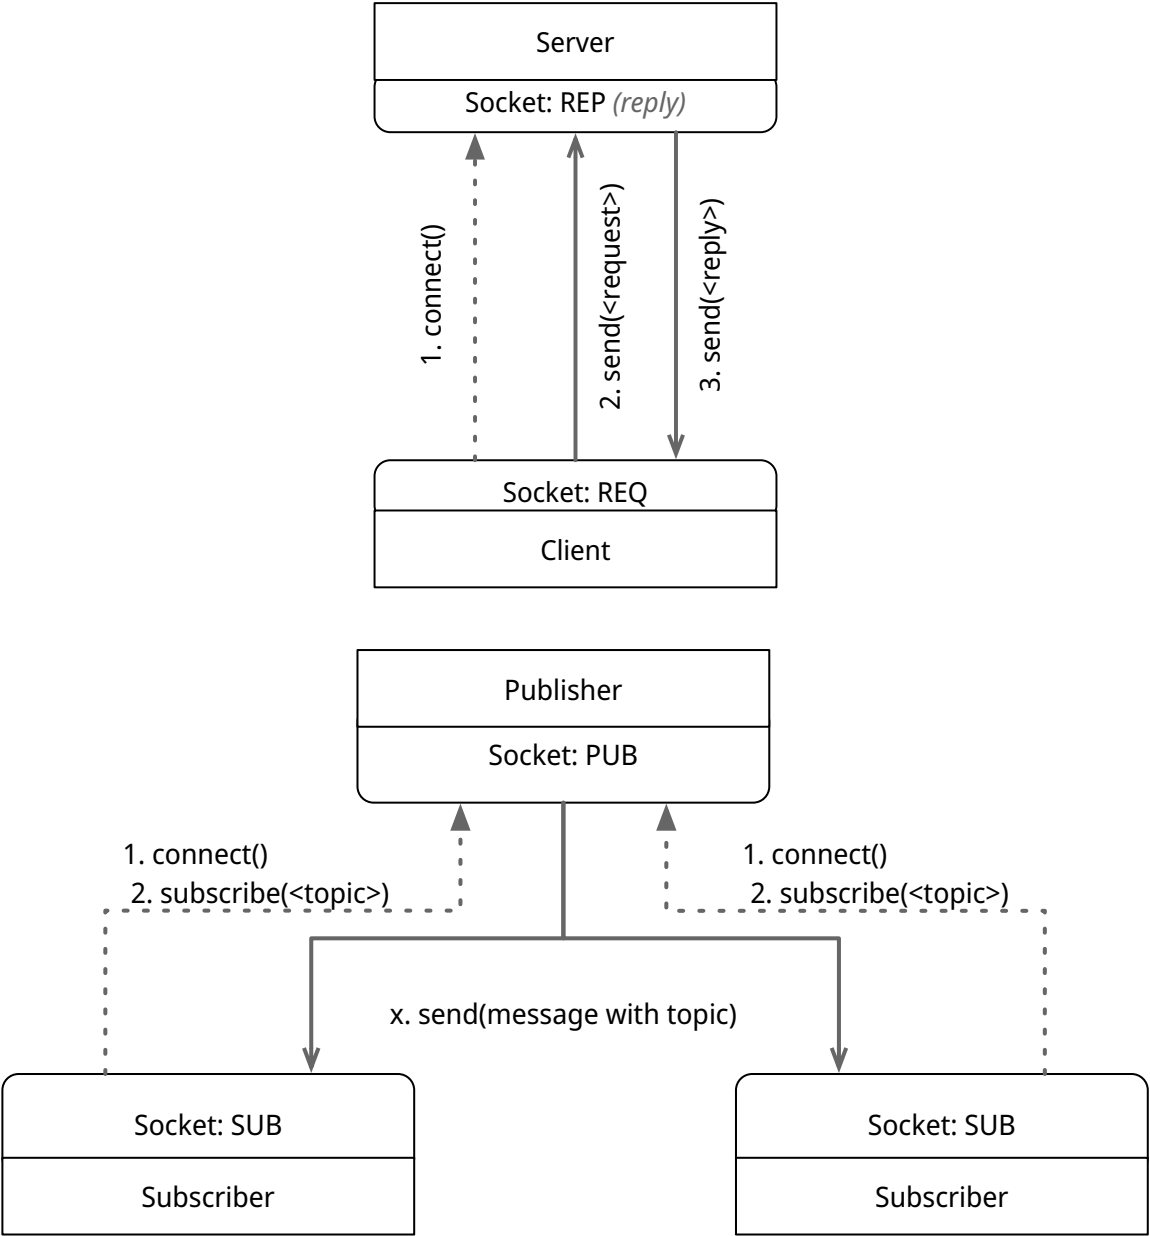 Server
Socket: REP (reply)
1. connect()
2. send(<request>)
3. send(<reply>)
Socket: REQ
Client
Publisher
Socket: PUB
1. connect()
2. subscribe(<topic>)
1. connect()
2. subscribe(<topic>)
x. send(message with topic)
Socket: SUB
Subscriber
Socket: SUB
Subscriber